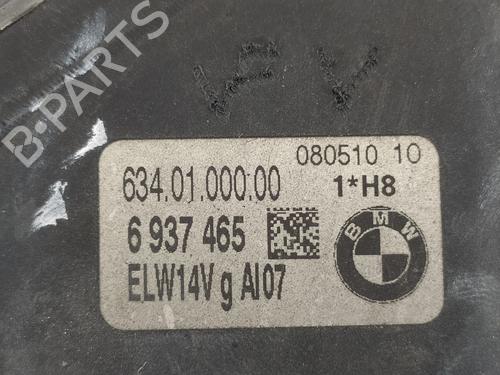 B-PARTS
080510 10
634.01.000.00
1*H8
6 937 465
ELW14V g AI07
BMW